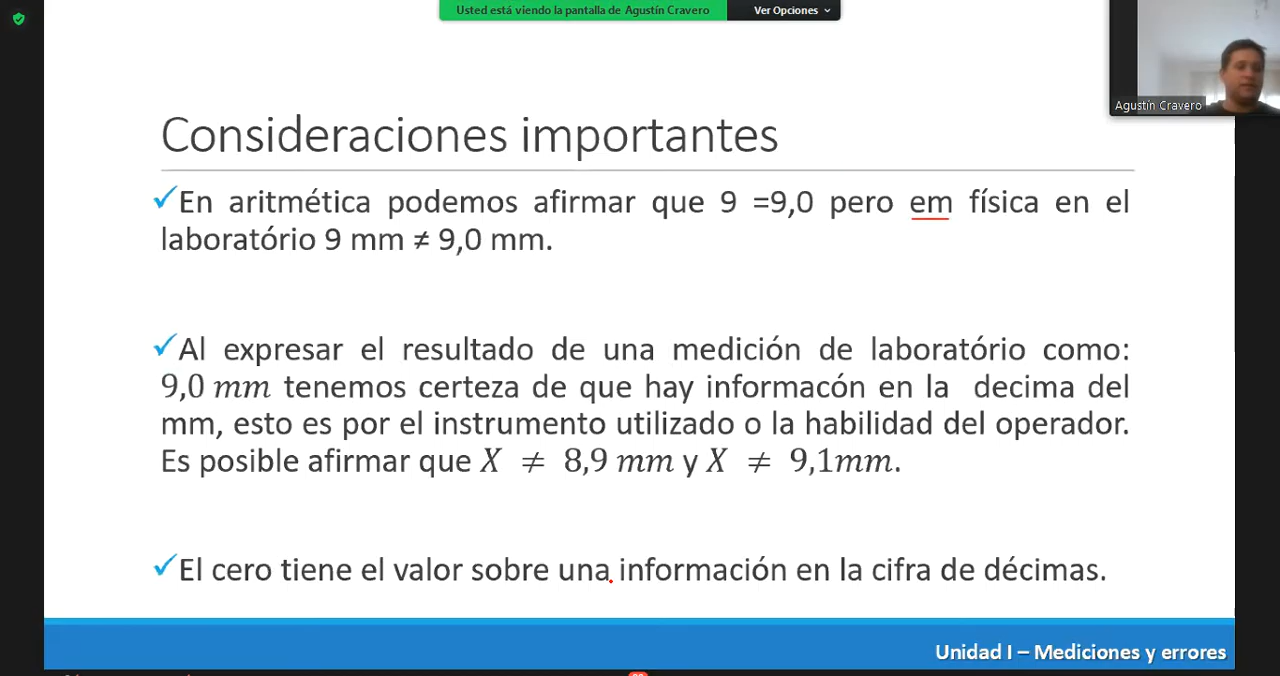 Usted está viendo la pantalla de Agustín Cravero
Ver Opciones
Agustín Cravero
Consideraciones importantes
En aritmética podemos afirmar que 9 =9,0 pero em física en el
laboratório 9 mm ≠ 9,0 mm.
Al expresar el resultado de una medición de laboratório como:
9,0 mm tenemos certeza de que hay informacón en la decima del
mm, esto es por el instrumento utilizado o la habilidad del operador.
Es posible afirmar que X ≠ 8,9 mm y X ≠ 9,1mm.
El cero tiene el valor sobre una información en la cifra de décimas.
Unidad I – Mediciones y errores